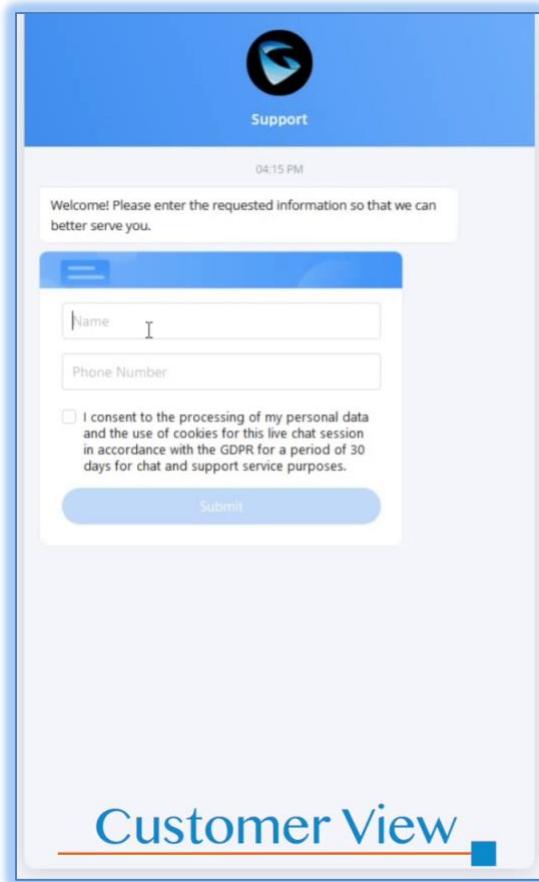 Support
04:15 PM
Welcome! Please enter the requested information so that we can
better serve you.
Name
Phone Number
I consent to the processing of my personal data
and the use of cookies for this live chat session
in accordance with the GDPR for a period of 30
days for chat and support service purposes.
Submit
Customer View